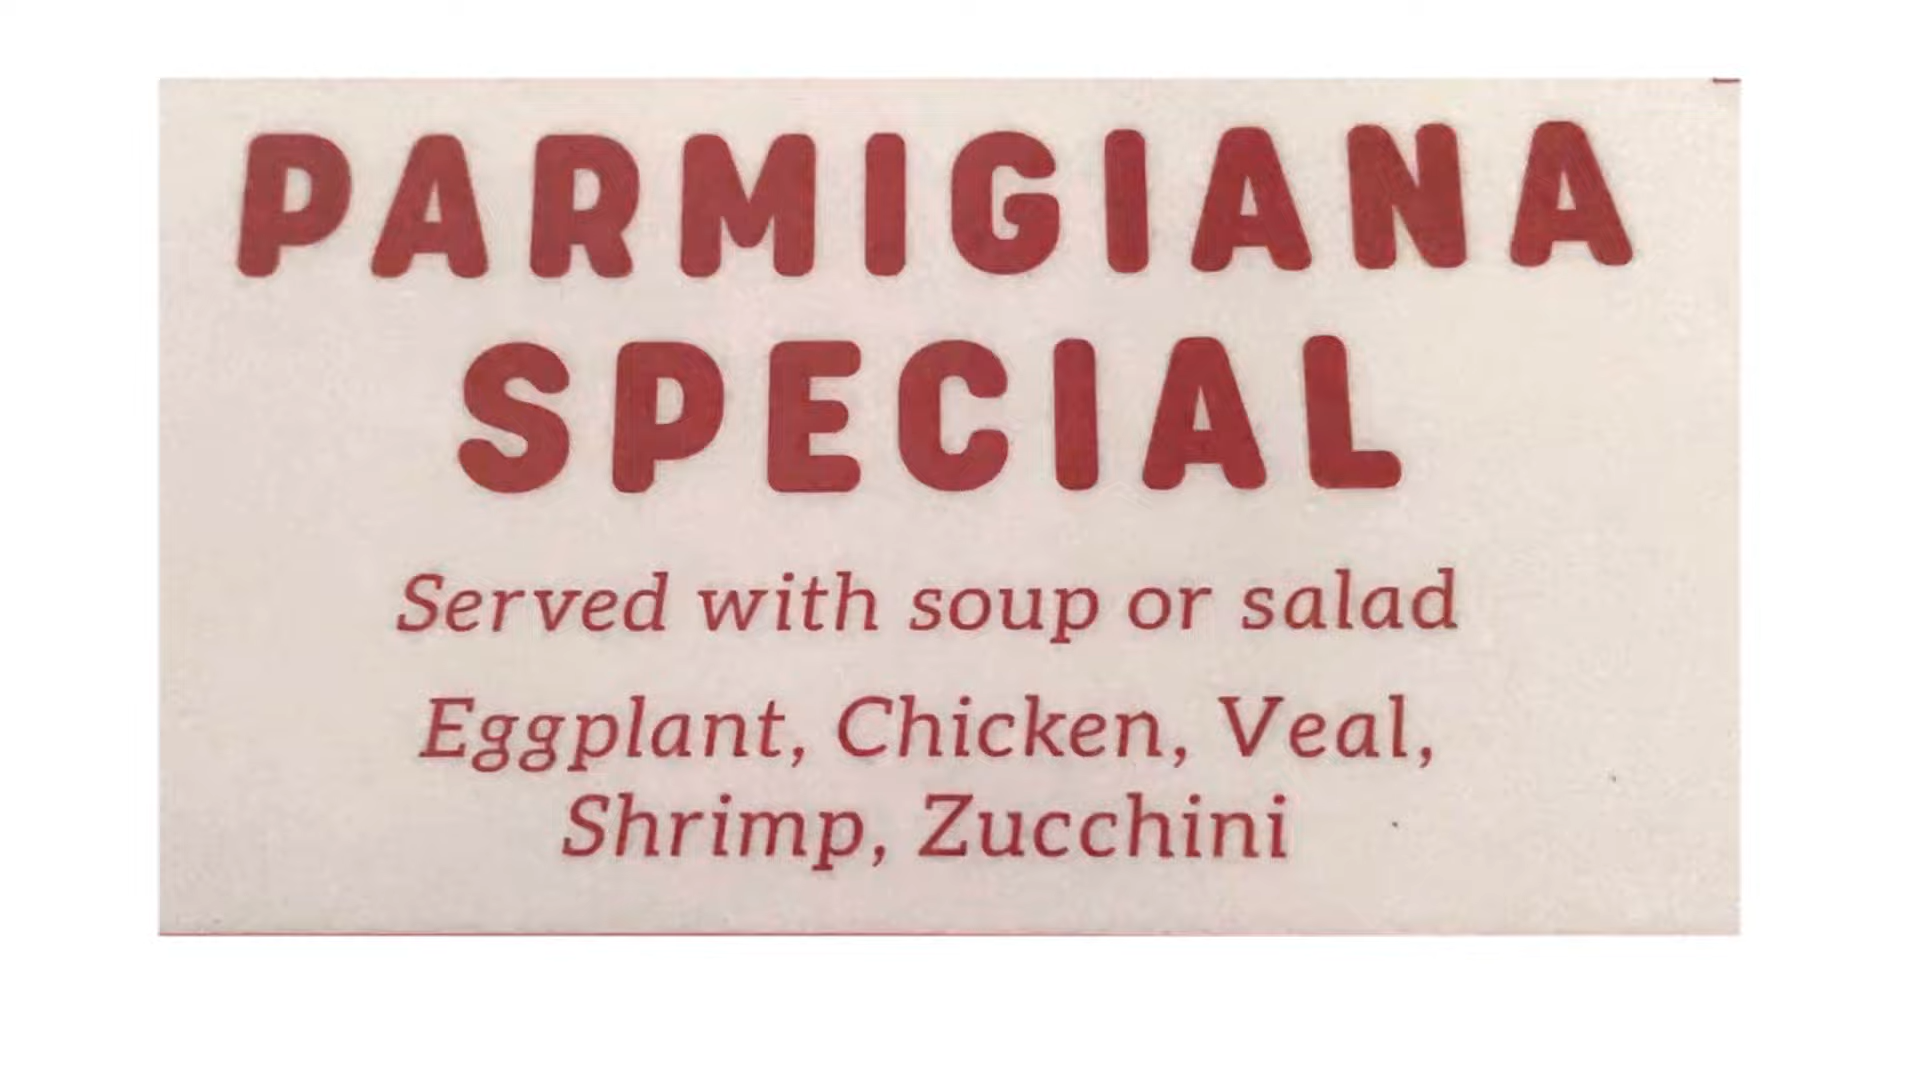 PARMIGIANA
SPECIAL
Served with soup or salad
Eggplant, Chicken, Veal,
Shrimp, Zucchini